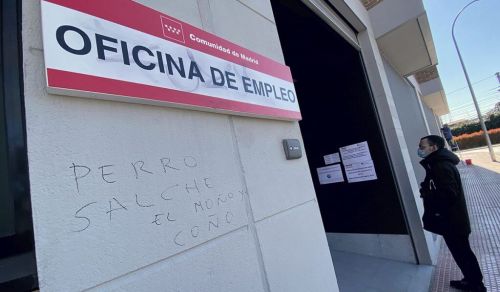 Comunidad de Madrid
OFICINA DE EMPLEO
PERRO
SALCHE
EL MOÑO Y
COÑO